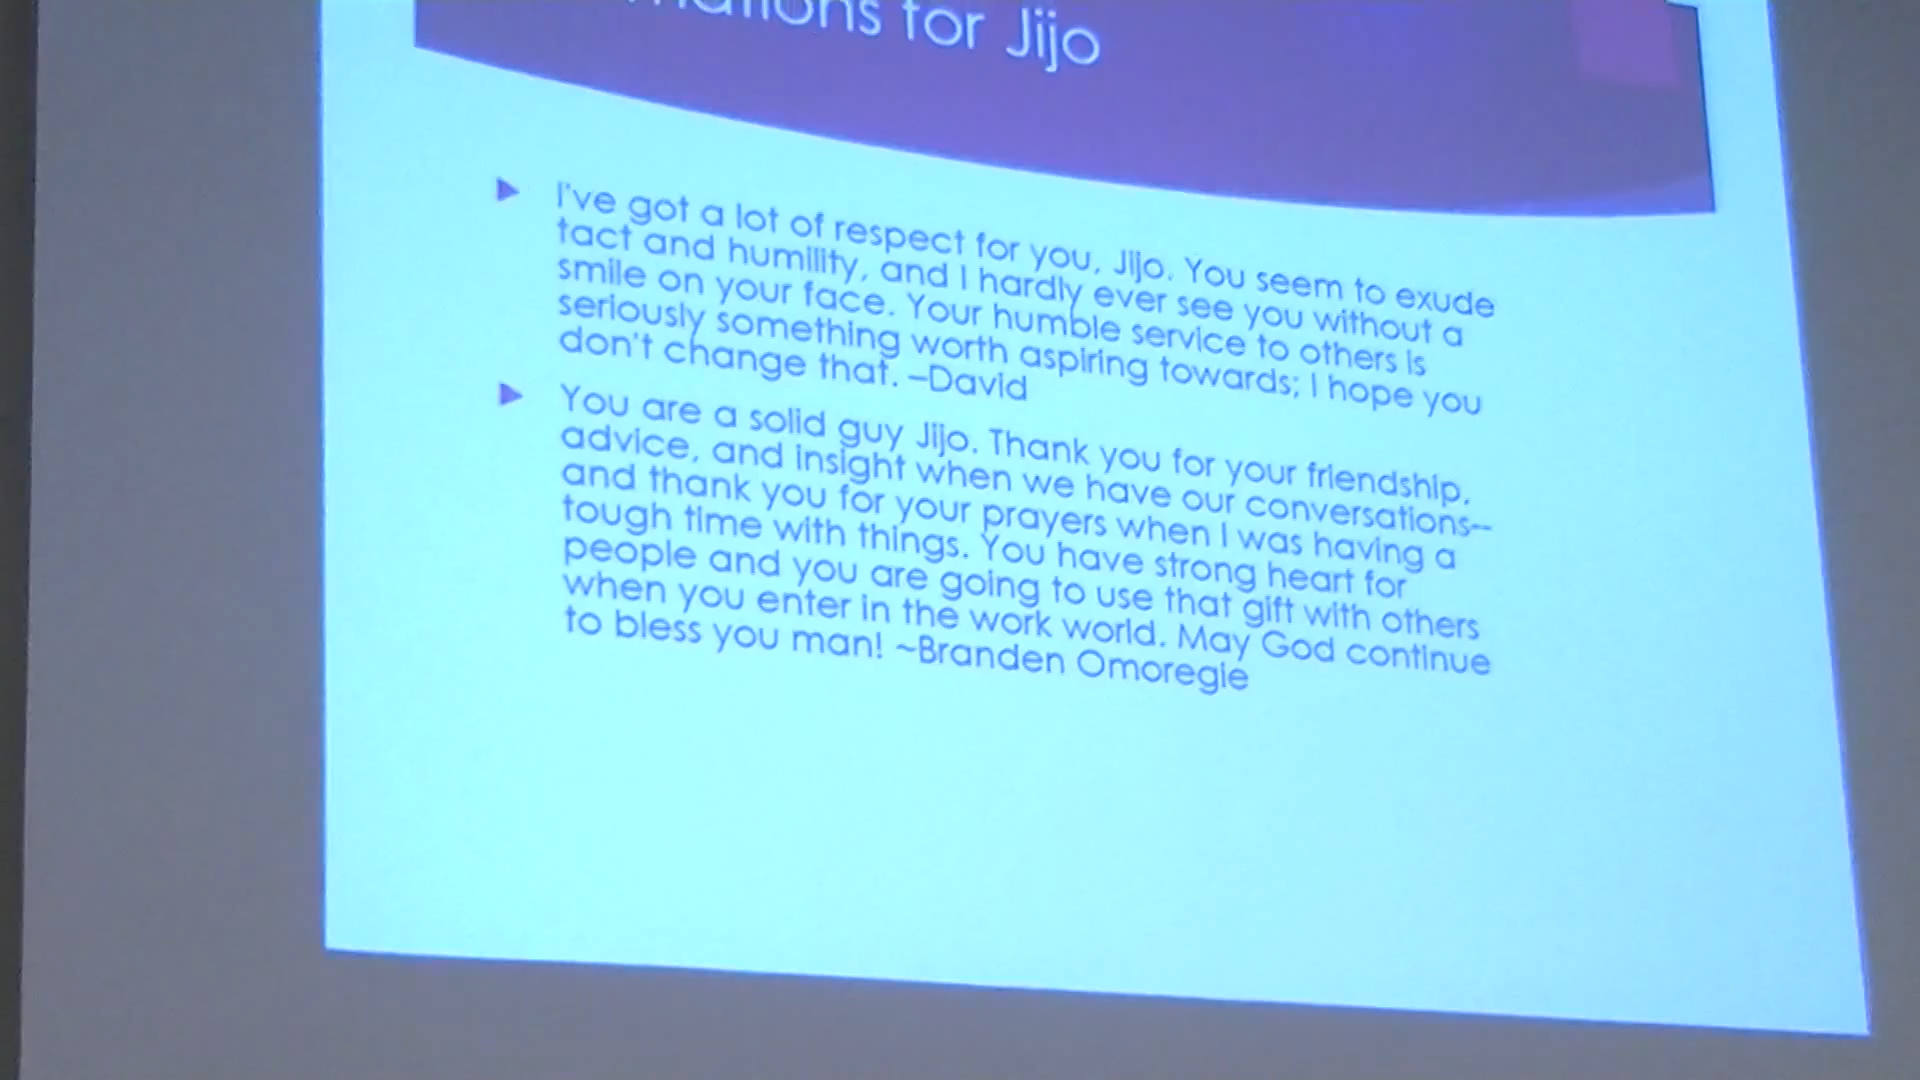 for Jijo
I've got a lot of respect for you, Jijo. You seem to exude
tact and humility, and I hardly ever see you without a
smile on your face. Your humble service to others is
seriously something worth aspiring towards; I hope you
don't change that. –David
You are a solid guy Jijo. Thank you for your friendship,
advice, and insight when we have our conversations--
and thank you for your prayers when I was having a
tough time with things. You have strong heart for
people and you are going to use that gift with others
when you enter in the work world. May God continue
to bless you man! ~Branden Omoregie